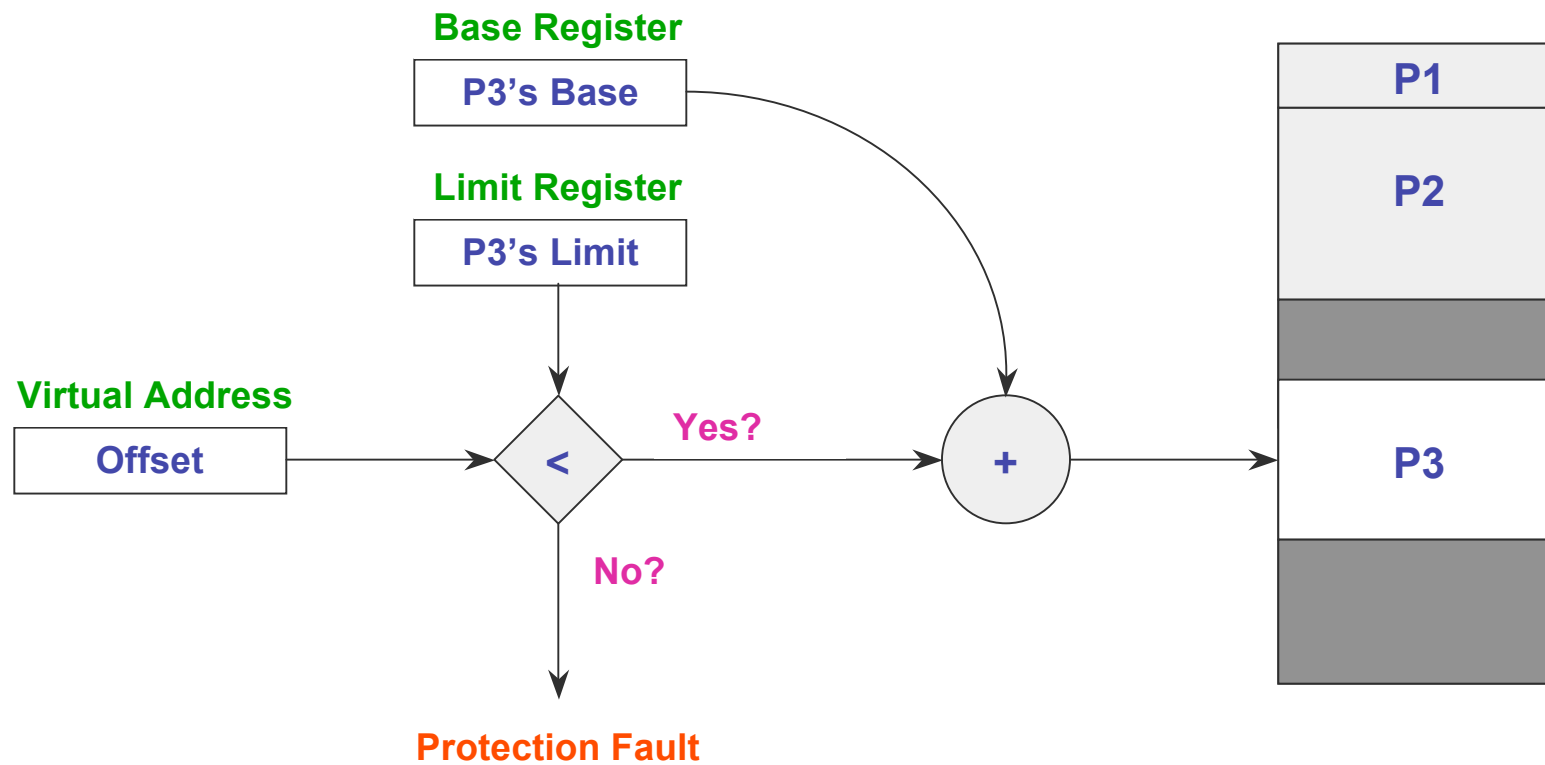 Base Register
P3’s Base
Limit Register
P3’s Limit
Virtual Address
Offset
<
Yes?
+
No?
Protection Fault
P1
P2
P3